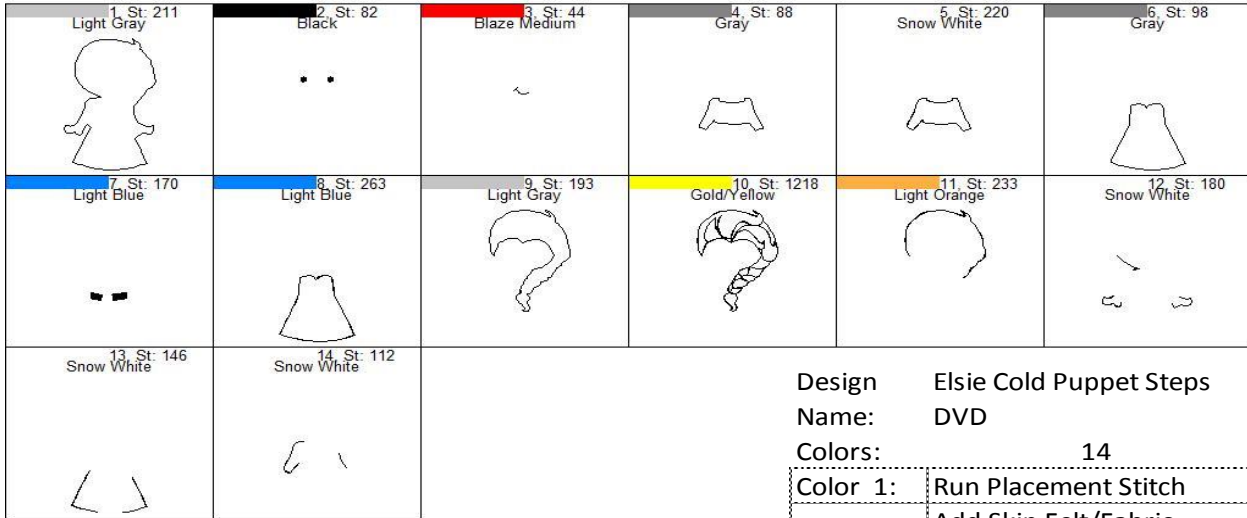 1, St: 211
Light Gray
2, St: 82
Black
3, St: 44
Blaze Medium
4, St: 88
Gray
5, St: 220
Snow White
6, St: 98
Gray
7, St: 170
Light Blue
8, St: 263
Light Blue
9, St: 193
Light Gray
10, St: 1218
Gold/Yellow
11, St: 233
Light Orange
12, St: 180
Snow White
13, St: 146
Snow White
14, St: 112
Snow White
Design Elsie Cold Puppet Steps
Name: DVD
Colors: 14
Color 1: Run Placement Stitch
Add Skin Felt/Fabric